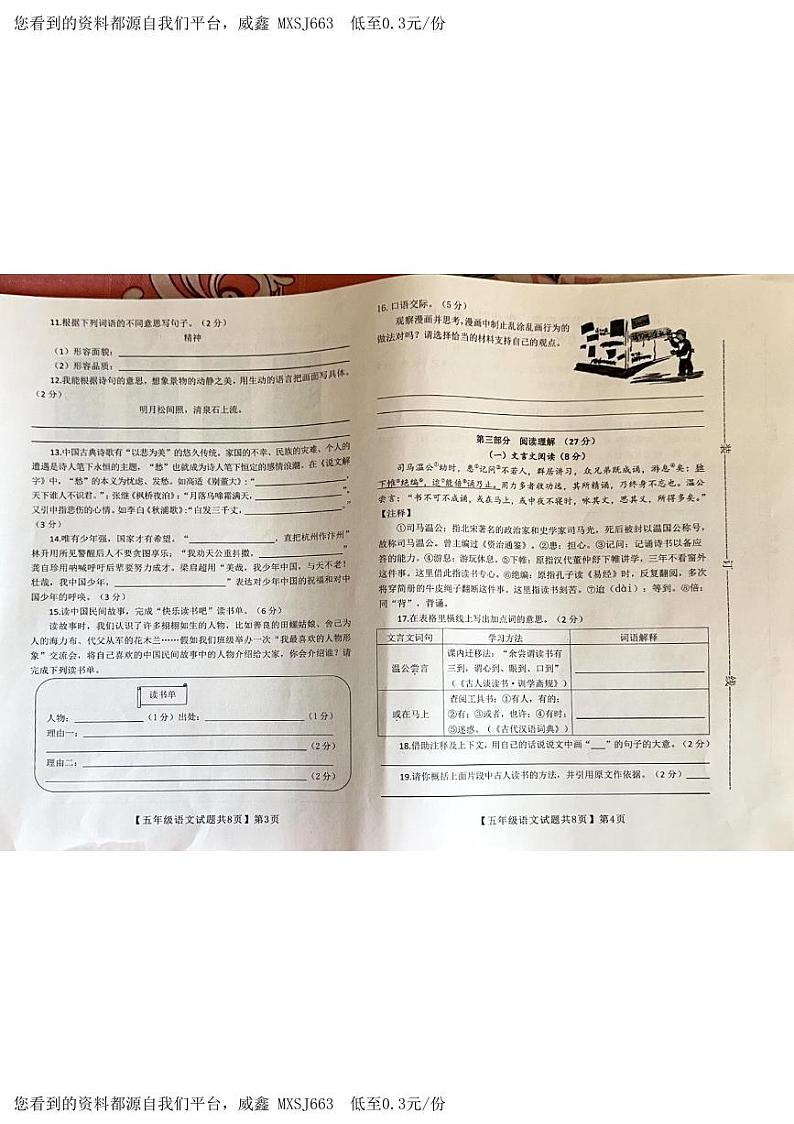 您看到的资料都源自我们平台，威鑫 MXSJ663  低至0.3元/份
11.根据下列词语的不同意思写句子。（2 分）
精神
（1）形容面貌：
（2）形容品质：
12.我能根据诗句的意思，想象景物的动静之美，用生动的语言把画面写具体。
（2 分）
明月松间照，清泉石上流。
13.中国古典诗歌有“以悲为美”的悠久传统。家国的不幸、民族的灾难、个人的
遭遇是诗人笔下永恒的主题，“愁”也就成为诗人笔下恒定的感情浪潮。在《说文解
字》中，“愁”的本义为忧虑、发愁。如高适《别董大》：“，
天下谁人不识君。”；张继《枫桥夜泊》：“月落乌啼霜满天，
又引申指悲伤的心情。如李白《秋浦歌》：“白发三千丈，
（3 分）
14.唯有少年强，国家才有希望。“，直把杭州作汴州”
林升用所见警醒后人不要贪图享乐；“我劝天公重抖擞，”
龚自珍用呐喊呼吁后辈要努力成才。梁启超用“美哉，我少年中国，与天不老！
壮哉，我中国少年，”表达对少年中国的祝福和对中
国少年的呼唤。（3 分）
15.读中国民间故事，完成“快乐读书吧”读书单。（6 分）
读故事时，我们认识了许多栩栩如生的人物，比如善良的田螺姑娘、舍己为
人的海力布、代父从军的花木兰……假如我们班级举办一次“我最喜欢的人物形
象”交流会，将自己喜欢的中国民间故事中的人物介绍给大家，你会介绍谁？请
完成下列读书单。
读书单
人物：（1 分）出处：（1 分）
理由一：
（2 分）
理由二：
（2 分）
【五年级语文试题共8页】第3页
16.口语交际。（5 分）
观察漫画并思考，漫画中制止乱涂乱画行为的
做法对吗？请选择恰当的材料支持自己的观点。
第三部分  阅读理解（27 分）
（一）文言文阅读（8 分）
司马温公①幼时，患②记问③不若人，群居讲习，众兄弟既成诵，游息④矣；独
下帷⑤绝编⑥，迨⑦能倍⑧诵乃止。用力多者收功远，其所精诵，乃终身不忘也。温公
尝言：“书不可不成诵，或在马上，或中夜不寝时，咏其文，思其义，所得多矣。”
【注释】
①司马温公：指北宋著名的政治家和史学家司马光，死后被封以温国公称号，
故称司马温公。曾主编过《资治通鉴》。②患：担心。③记问：记诵诗书以备应
答的能力。④游息：游玩休息。⑤下帷：原指汉代董仲舒下帷讲学，三年不看窗外
这件事。这里借此指读书专心。⑥绝编：原指孔子读《易经》时，反复翻阅，多次
将穿简册的牛皮绳子翻断这件事。这里指读书刻苦。⑦迨（dài）：等到。⑧倍：
同“背”，背诵。
17.在表格里横线上写出加点词的意思。（2 分）
文言文词句 学习方法 词语解释
温公尝言 课内迁移法：“余尝谓读书有
三到，谓心到、眼到、口到”
（《古人谈读书·训学斋规》）
或在马上 查阅工具书：①有人，有的；
②有；③或者，也许；④有时；
⑤迷惑。（《古代汉语词典》）
18.借助注释及上下文，用自己的话说说文中画“___”的句子的大意。（2 分）
19.请你概括上面片段中古人读书的方法，并引用原文作依据。（2 分）
【五年级语文试题共8页】第4页
装
订
线
您看到的资料都源自我们平台，威鑫 MXSJ663  低至0.3元/份